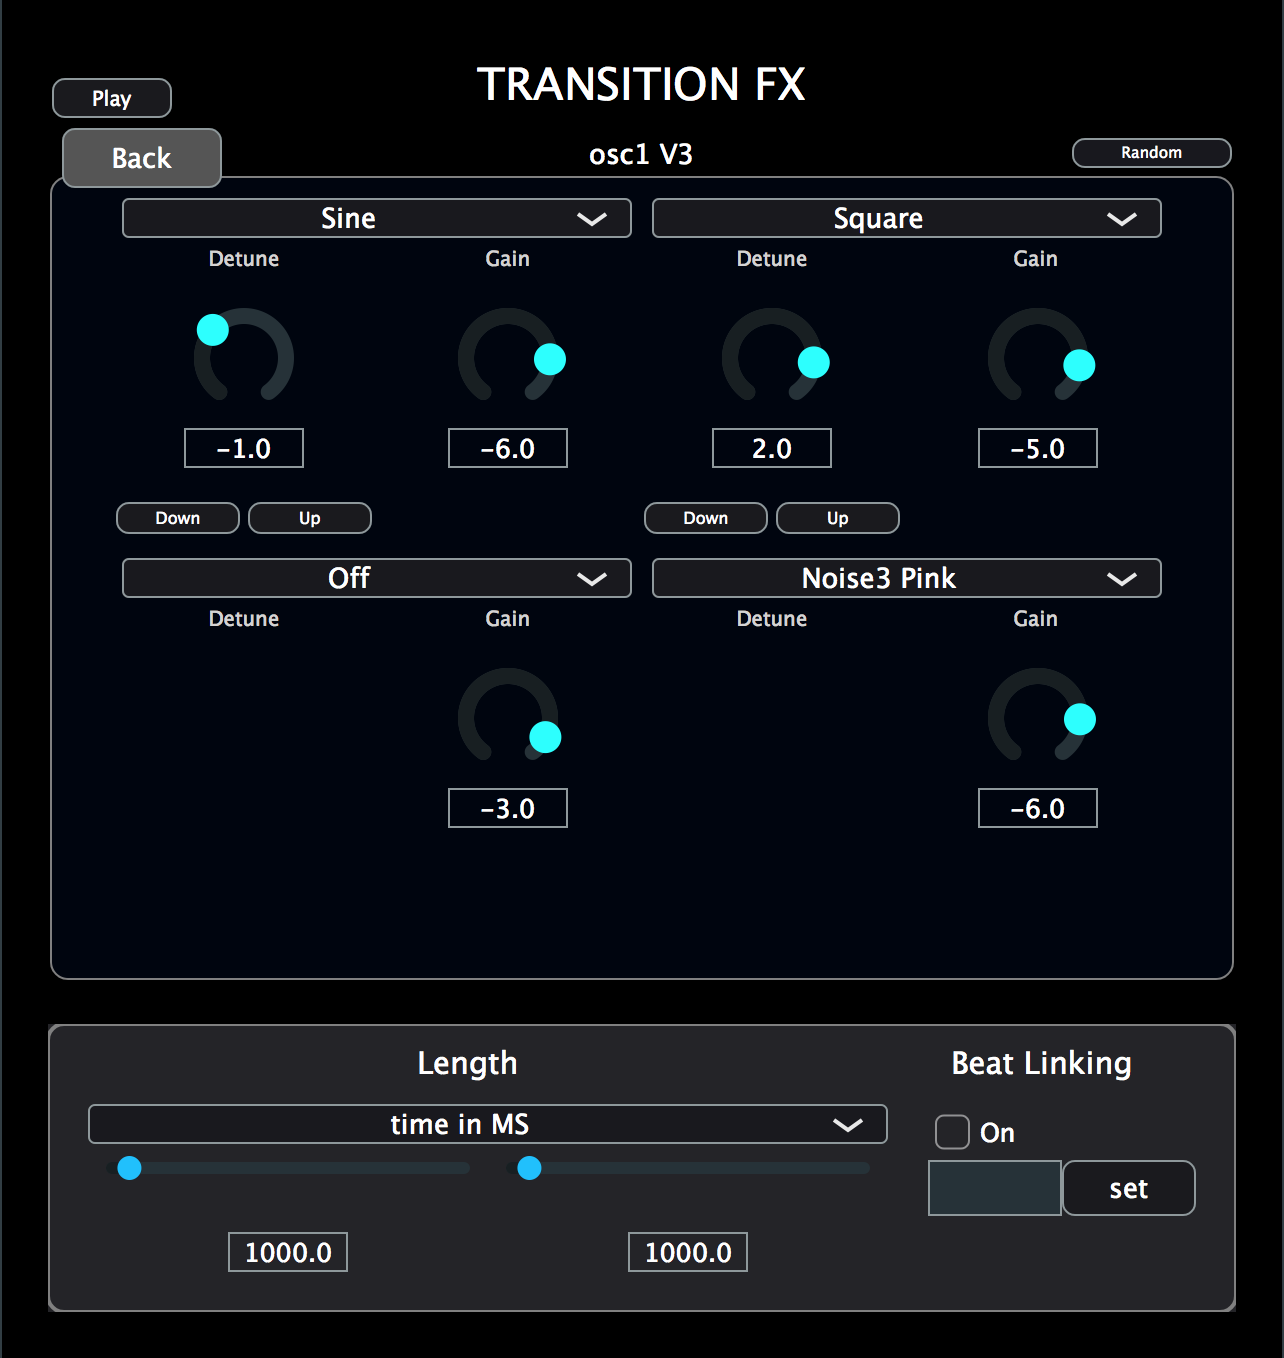 TRANSITION FX
Play
Back
osc1 V3
Random
Sine
Square
Detune
Gain
Detune
Gain
-1.0
-6.0
2.0
-5.0
Down
Up
Down
Up
Off
Noise3 Pink
Detune
Gain
Detune
Gain
-3.0
-6.0
Length
Beat Linking
time in MS
On
set
1000.0
1000.0